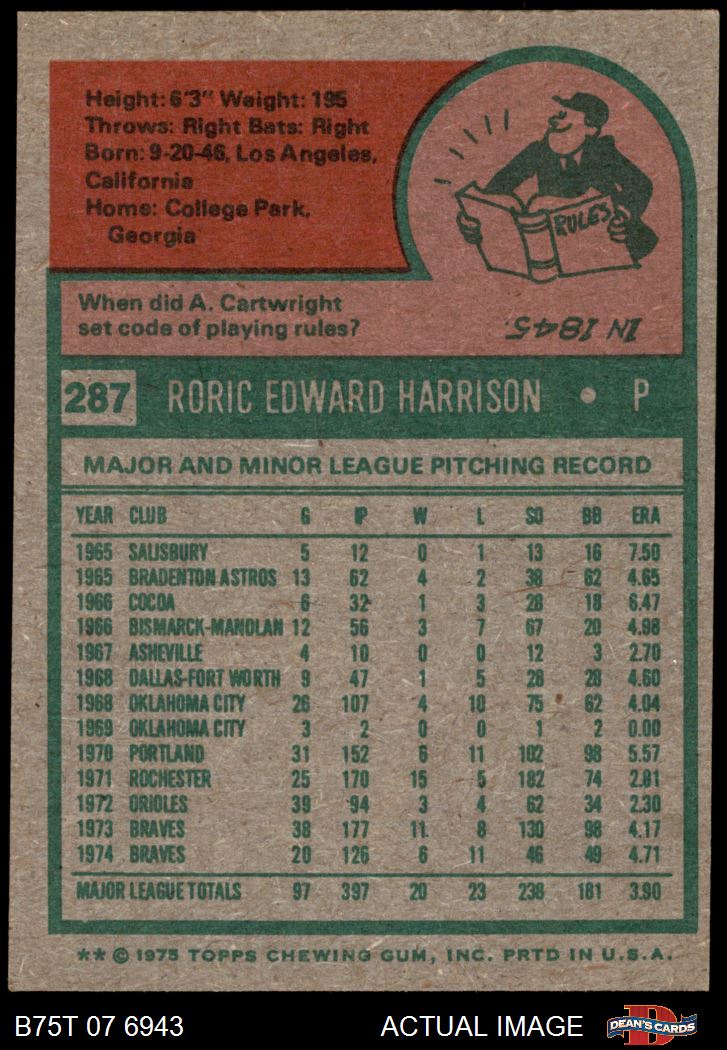 Height: 6'3" Weight: 195
Throws: Right Bats: Right
Born: 9-20-46, Los Angeles,
California
Home: College Park,
Georgia
RULES
When did A. Cartwright
set code of playing rules?
IN 1845.
287 RORIC EDWARD HARRISON • P
MAJOR AND MINOR LEAGUE PITCHING RECORD
YEAR CLUB G IP W L SO BB ERA
1965 SALISBURY 5 12 0 1 13 16 7.50
1965 BRADENTON ASTROS 13 62 4 2 38 62 4.65
1966 COCOA 6 32 1 3 28 18 6.47
1966 BISMARCK-MANDLAN 12 56 3 7 67 20 4.98
1967 ASHEVILLE 4 10 0 0 12 3 2.70
1968 DALLAS-FORT WORTH 9 47 1 5 28 28 4.60
1968 OKLAHOMA CITY 26 107 4 10 75 62 4.04
1969 OKLAHOMA CITY 3 2 0 0 1 2 0.00
1970 PORTLAND 31 152 6 11 102 98 5.57
1971 ROCHESTER 25 170 15 5 182 74 2.81
1972 ORIOLES 39 94 3 4 62 34 2.30
1973 BRAVES 38 177 11 8 130 98 4.17
1974 BRAVES 20 126 6 11 46 49 4.71
MAJOR LEAGUE TOTALS 97 397 20 23 238 181 3.90
** © 1975 TOPPS CHEWING GUM, INC. PRTD IN U.S.A.
B75T 07 6943 ACTUAL IMAGE DEAN'S CARDS